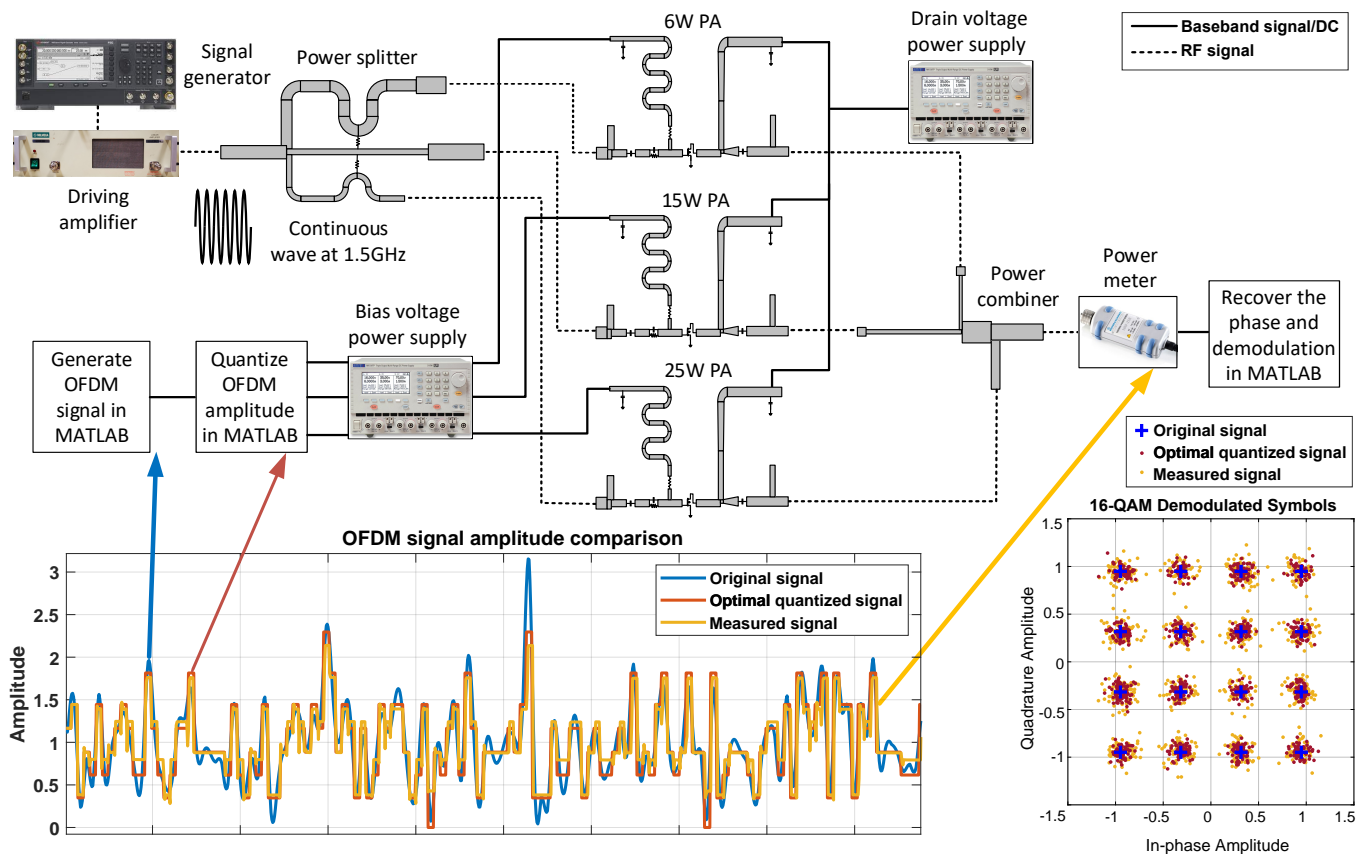 6W PA
Drain voltage
power supply
Baseband signal/DC
RF signal
Signal
generator
Power splitter
Driving
amplifier
Continuous
wave at 1.5GHz
15W PA
Power
combiner
Power
meter
Recover the
phase and
demodulation
in MATLAB
Bias voltage
power supply
25W PA
Generate
OFDM
signal in
MATLAB
Quantize
OFDM
amplitude
in MATLAB
Original signal
Optimal quantized signal
Measured signal
OFDM signal amplitude comparison
Original signal
Optimal quantized signal
Measured signal
Amplitude
3
2.5
2
1.5
1
0.5
0
16-QAM Demodulated Symbols
Quadrature Amplitude
1.5
1
0.5
0
-0.5
-1
-1.5
-1
-0.5
0
0.5
1
1.5
In-phase Amplitude